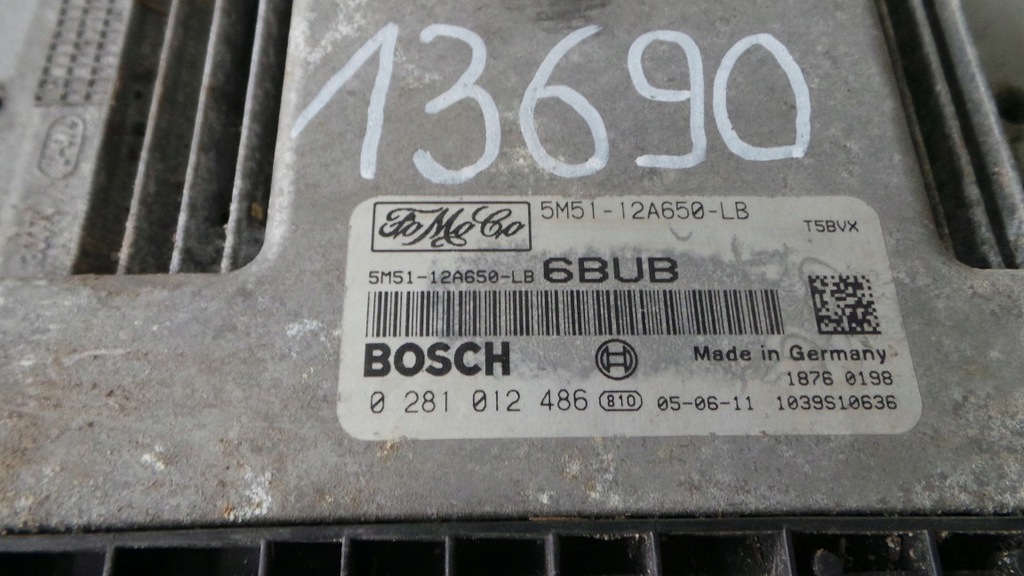 13690
FoMoCo 5M51-12A650-LB
T5BVX
5M51-12A650-LB 6BUB
BOSCH Made in Germany
1876 0198
0 281 012 486 810 05-06-11 1039S10636